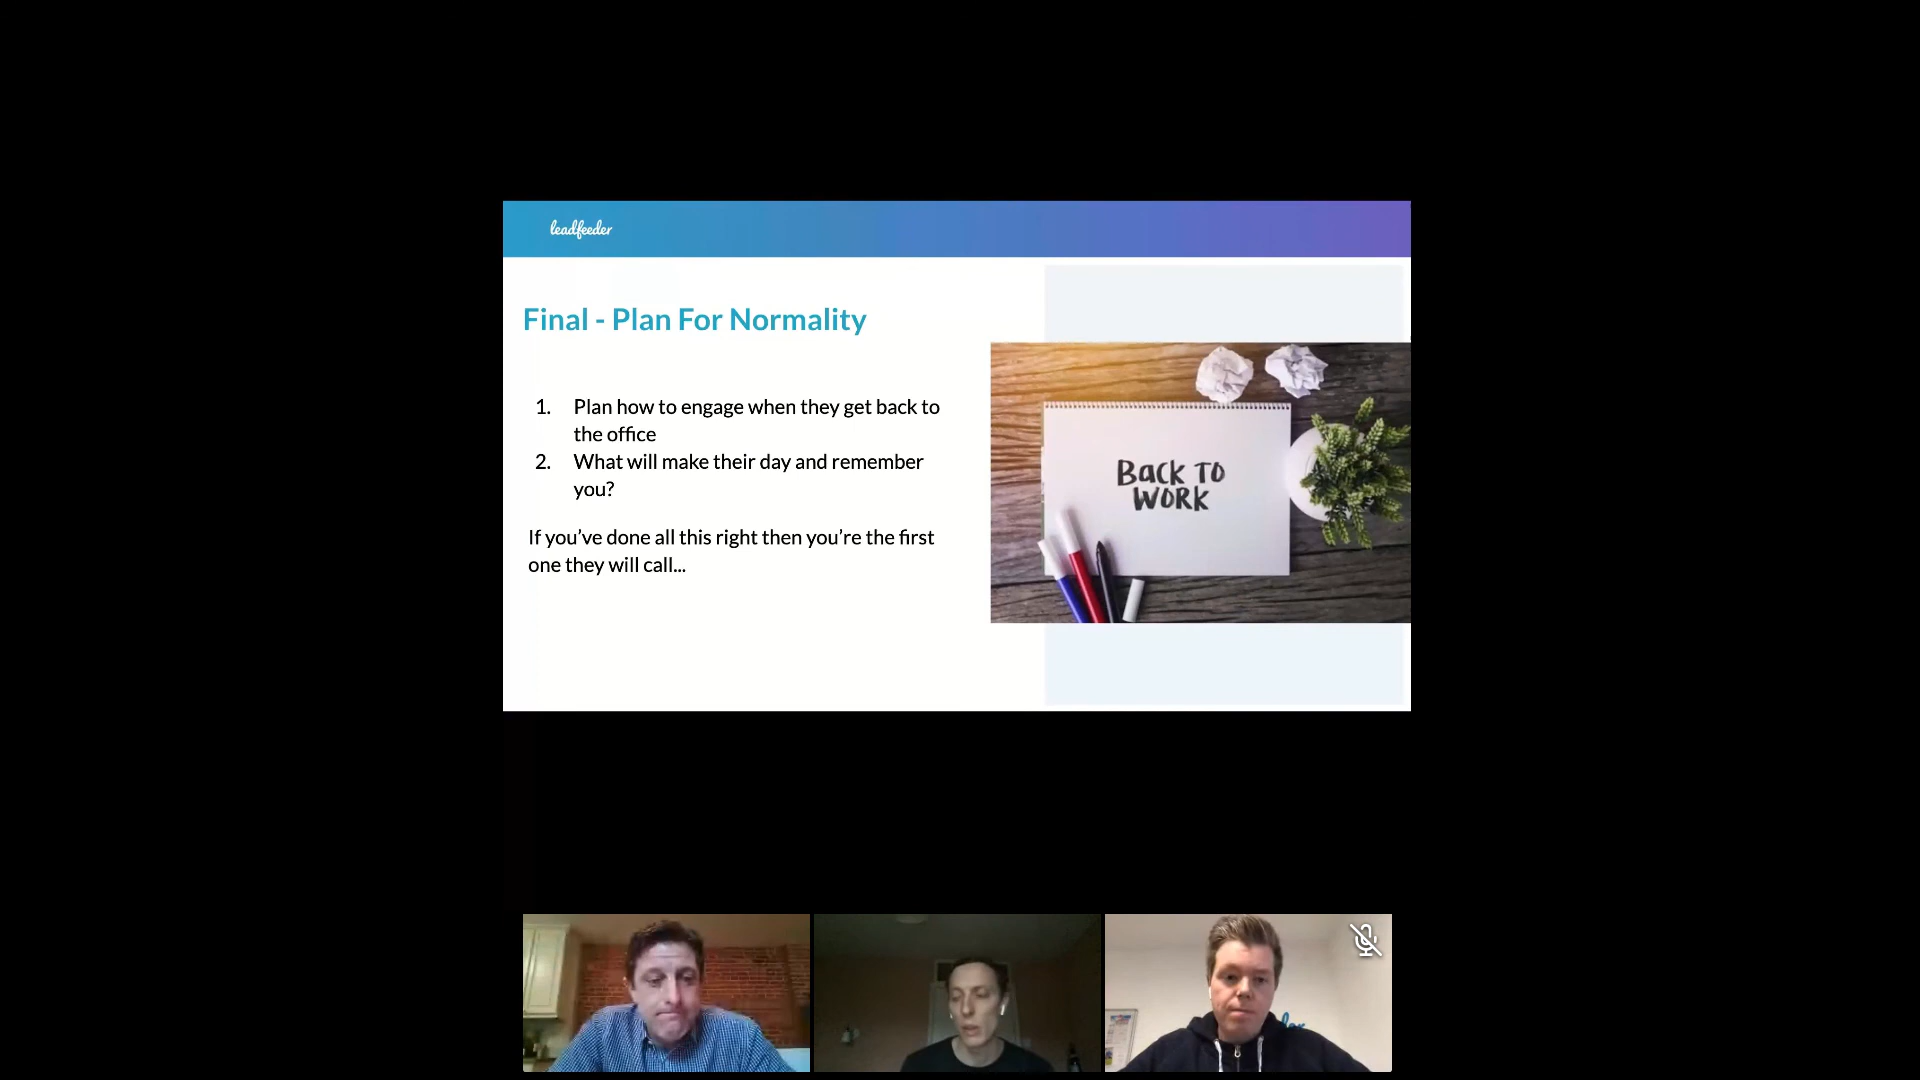 leadfeeder
Final - Plan For Normality
1. Plan how to engage when they get back to
the office
2. What will make their day and remember
you?
If you’ve done all this right then you’re the first
one they will call...
BACK TO
WORK